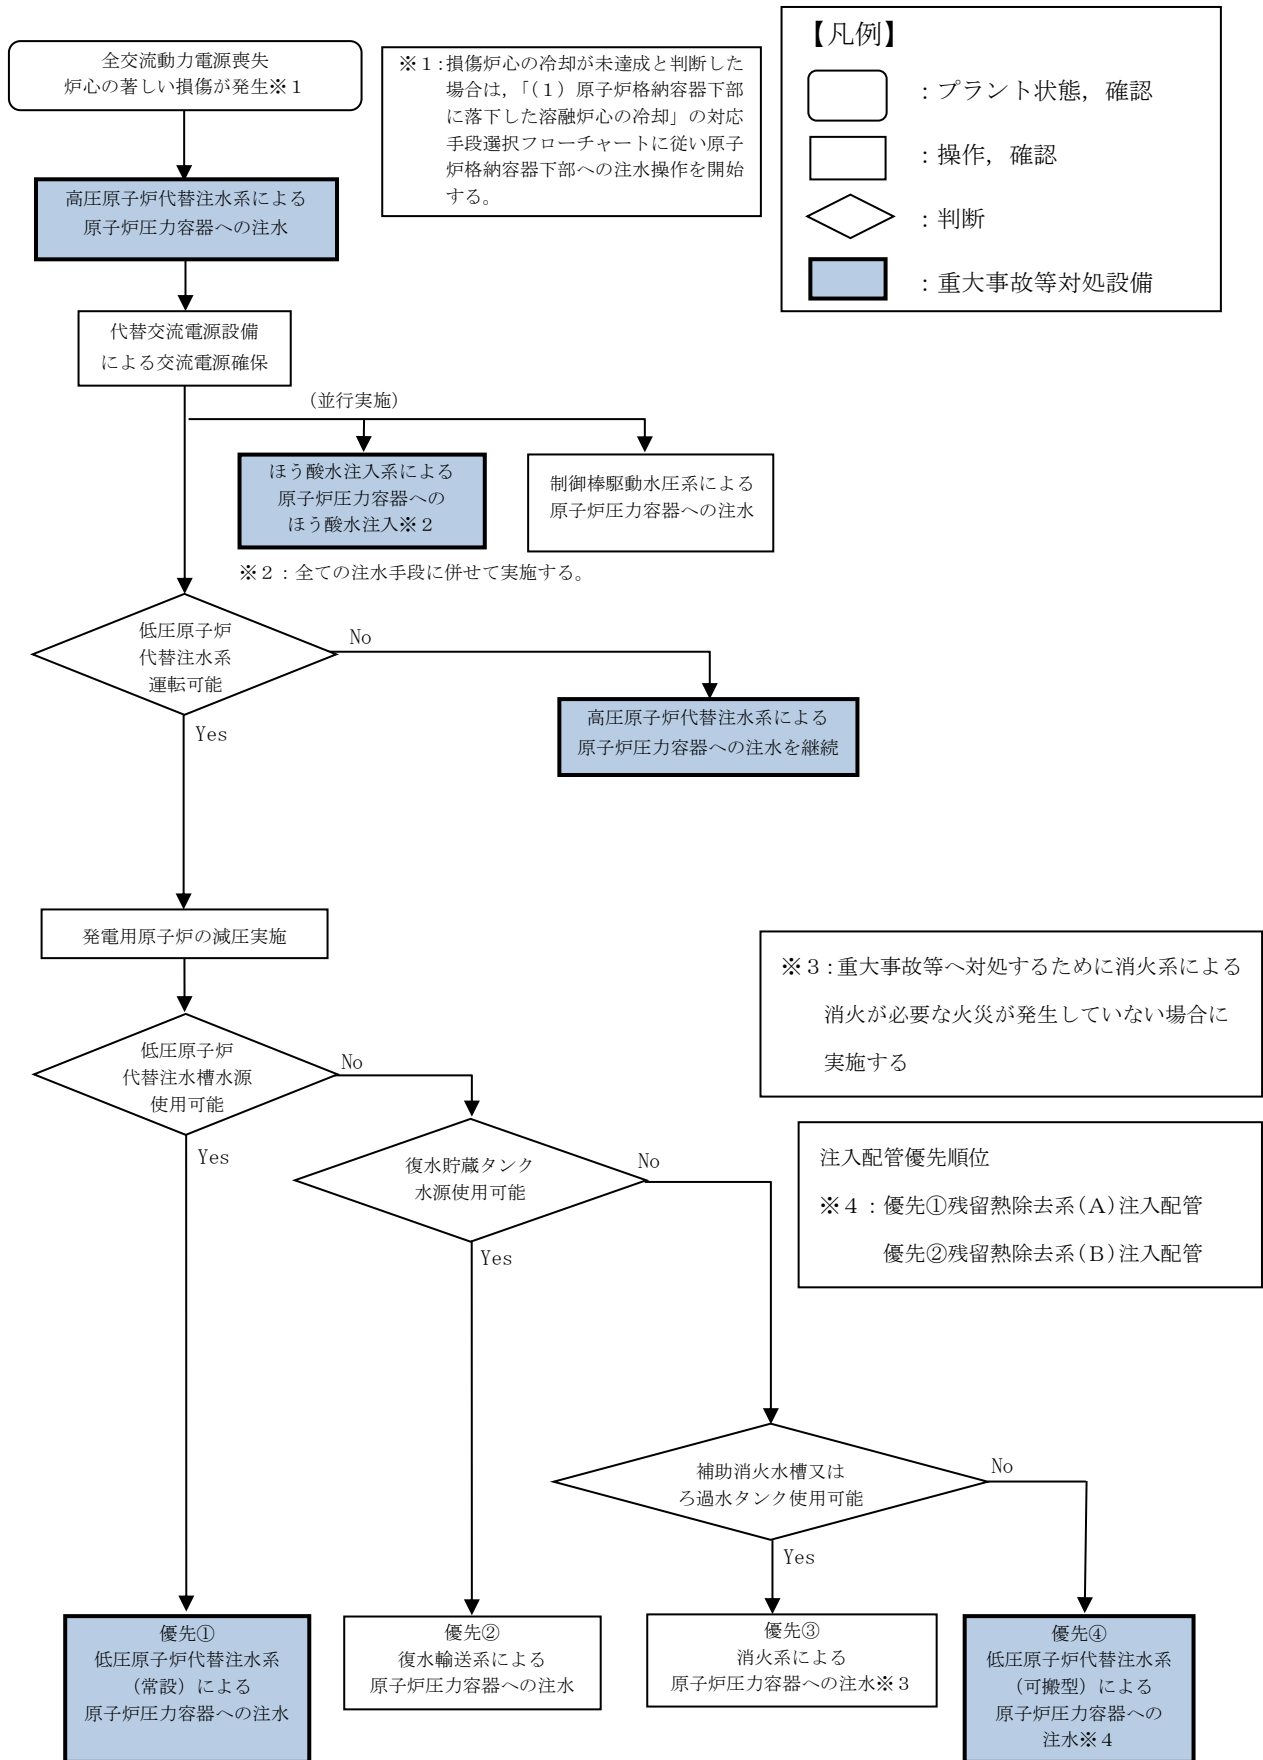 全交流動力電源喪失
炉心の著しい損傷が発生※1
※1:損傷炉心の冷却が未達成と判断した
場合は,「(1)原子炉格納容器下部
に落下した溶融炉心の冷却」の対応
手段選択フローチャートに従い原子
炉格納容器下部への注水操作を開始
する。
【凡例】
:プラント状態,確認
:操作,確認
:判断
:重大事故等対処設備
高圧原子炉代替注水系による
原子炉圧力容器への注水
代替交流電源設備
による交流電源確保
(並行実施)
ほう酸水注入系による
原子炉圧力容器への
ほう酸水注入※2
制御棒駆動水圧系による
原子炉圧力容器への注水
※2:全ての注水手段に併せて実施する。
低圧原子炉
代替注水系
運転可能
No
Yes
高圧原子炉代替注水系による
原子炉圧力容器への注水を継続
発電用原子炉の減圧実施
※3:重大事故等へ対処するために消火系による
消火が必要な火災が発生していない場合に
実施する
低圧原子炉
代替注水槽水源
使用可能
No
Yes
復水貯蔵タンク
水源使用可能
No
Yes
注入配管優先順位
※4:優先①残留熱除去系(A)注入配管
優先②残留熱除去系(B)注入配管
補助消火水槽又は
ろ過水タンク使用可能
No
Yes
優先①
低圧原子炉代替注水系
(常設)による
原子炉圧力容器への注水
優先②
復水輸送系による
原子炉圧力容器への注水
優先③
消火系による
原子炉圧力容器への注水※3
優先④
低圧原子炉代替注水系
(可搬型)による
原子炉圧力容器への
注水※4